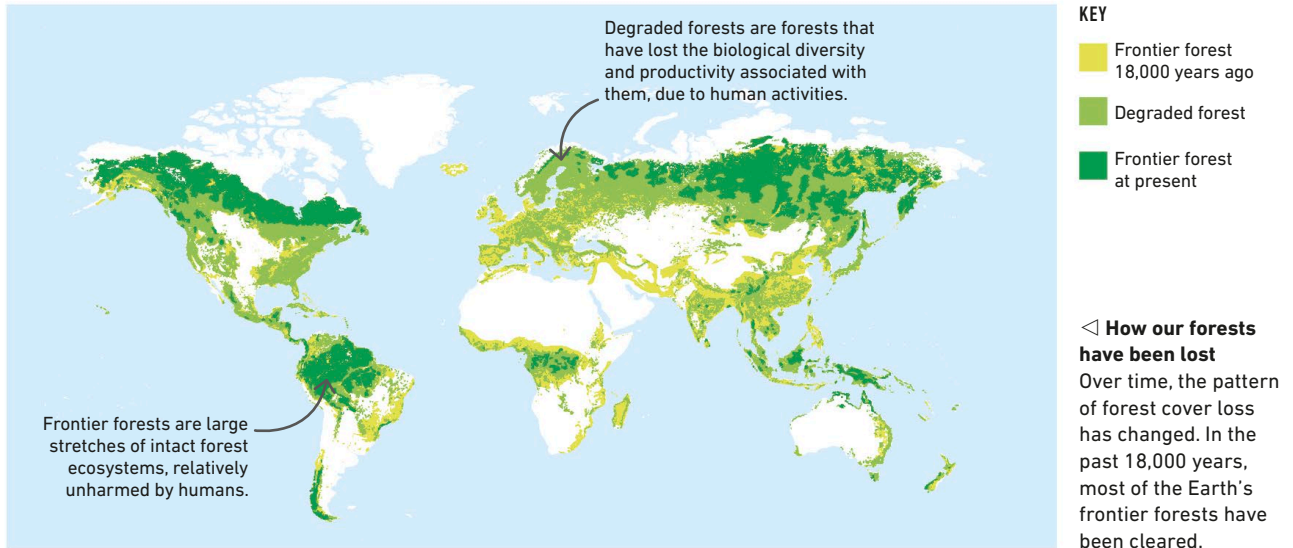 Degraded forests are forests that
have lost the biological diversity
and productivity associated with
them, due to human activities.
Frontier forests are large
stretches of intact forest
ecosystems, relatively
unharmed by humans.
KEY
Frontier forest
18,000 years ago
Degraded forest
Frontier forest
at present
◁ How our forests
have been lost
Over time, the pattern
of forest cover loss
has changed. In the
past 18,000 years,
most of the Earth’s
frontier forests have
been cleared.